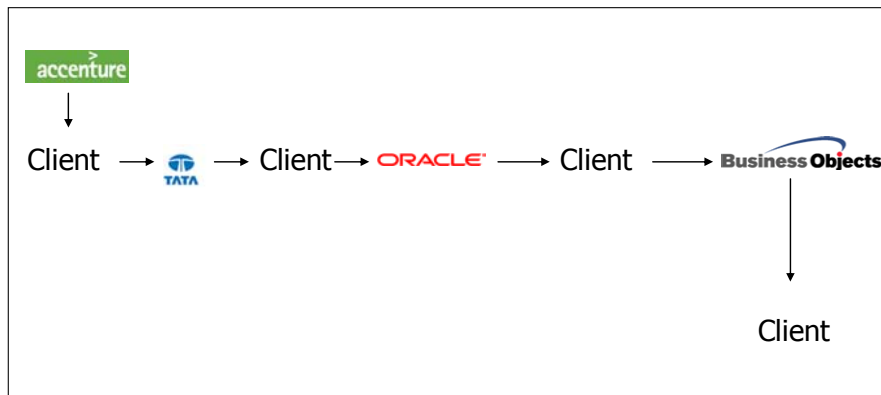 accenture
Client
TATA
Client
ORACLE
Client
Business Objects
Client